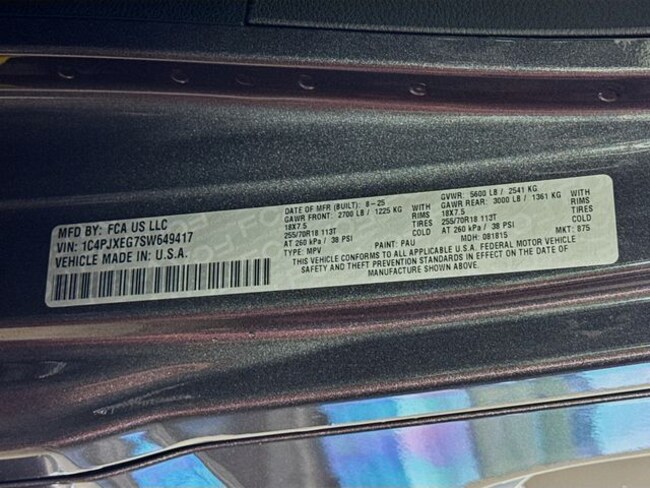 MFD BY: FCA US LLC
VIN: 1C4PJXEG7SW649417
VEHICLE MADE IN: U.S.A.
DATE OF MFR (BUILT): 8-25
GAWR FRONT: 2700 LB / 1225 KG WITH
18X7.5 RIMS
255/70R18 113T TIRES
AT 260 kPa / 38 PSI COLD
TYPE: MPV PAINT: PAU
GVWR: 5600 LB / 2541 KG
GAWR REAR: 3000 LB / 1361 KG WITH
18X7.5 RIMS
255/70R18 113T TIRES
AT 260 kPa / 38 PSI COLD
MDH: 081815 MKT: 875
THIS VEHICLE CONFORMS TO ALL APPLICABLE U.S.A. FEDERAL MOTOR VEHICLE
SAFETY AND THEFT PREVENTION STANDARDS IN EFFECT ON THE DATE OF
MANUFACTURE SHOWN ABOVE.